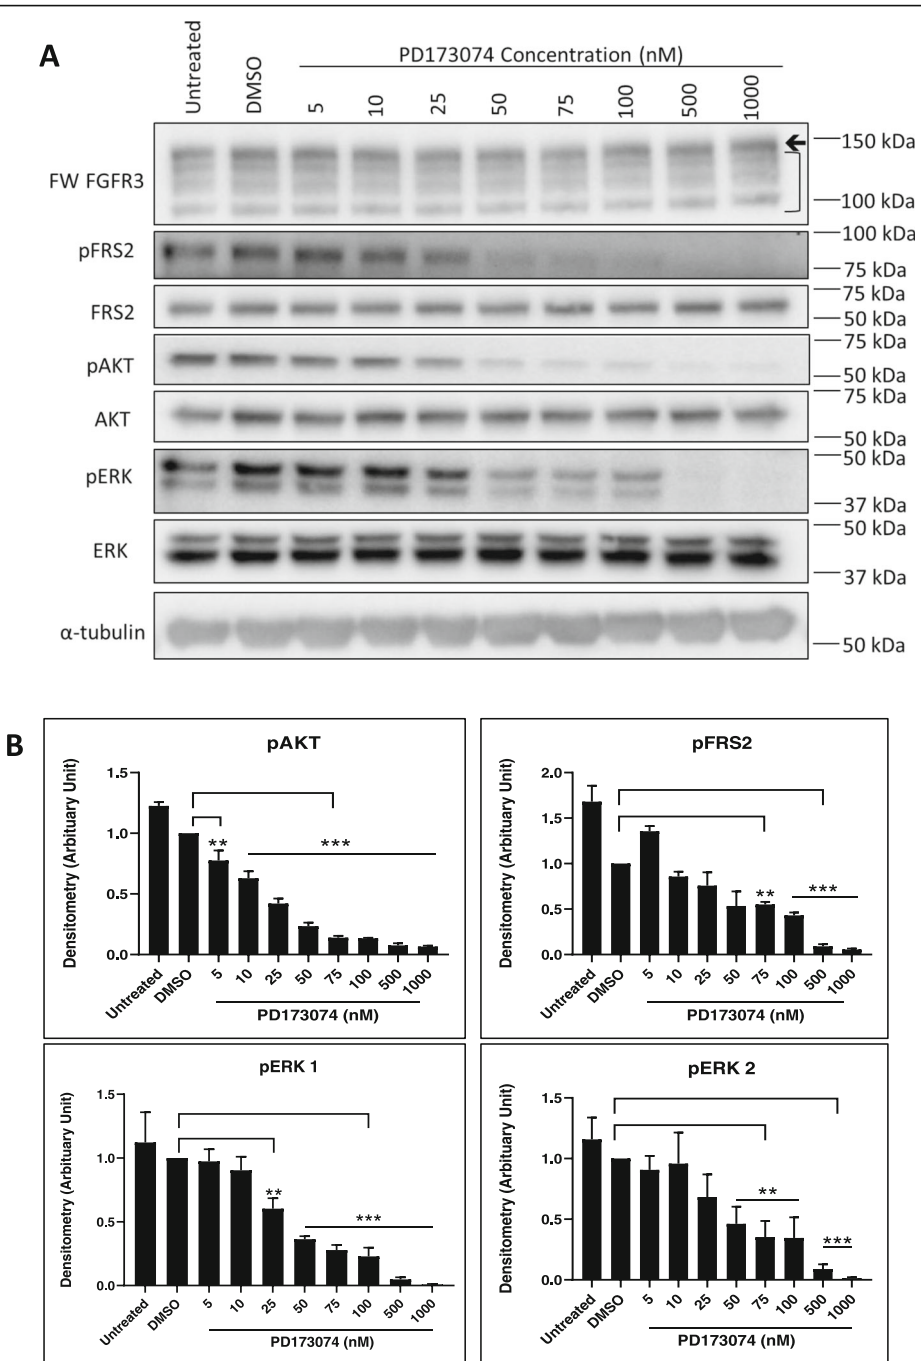 A
Untreated
DMSO
PD173074 Concentration (nM)
5
10
25
50
75
100
500
1000
FW FGFR3
150 kDa
100 kDa
pFRS2
100 kDa
75 kDa
FRS2
75 kDa
50 kDa
pAKT
75 kDa
50 kDa
AKT
75 kDa
50 kDa
pERK
50 kDa
37 kDa
ERK
50 kDa
37 kDa
α-tubulin
50 kDa
B
pAKT
Densitometry (Arbituary Unit)
1.5
1.0
0.5
0.0
**
***
Untreated
DMSO
5
10
25
50
75
100
500
1000
PD173074 (nM)
pFRS2
Densitometry (Arbituary Unit)
2.0
1.5
1.0
0.5
0.0
**
***
Untreated
DMSO
5
10
25
50
75
100
500
1000
PD173074 (nM)
pERK 1
Densitometry (Arbituary Unit)
1.5
1.0
0.5
0.0
**
***
Untreated
DMSO
5
10
25
50
75
100
500
1000
PD173074 (nM)
pERK 2
Densitometry (Arbituary Unit)
1.5
1.0
0.5
0.0
**
***
Untreated
DMSO
5
10
25
50
75
100
500
1000
PD173074 (nM)